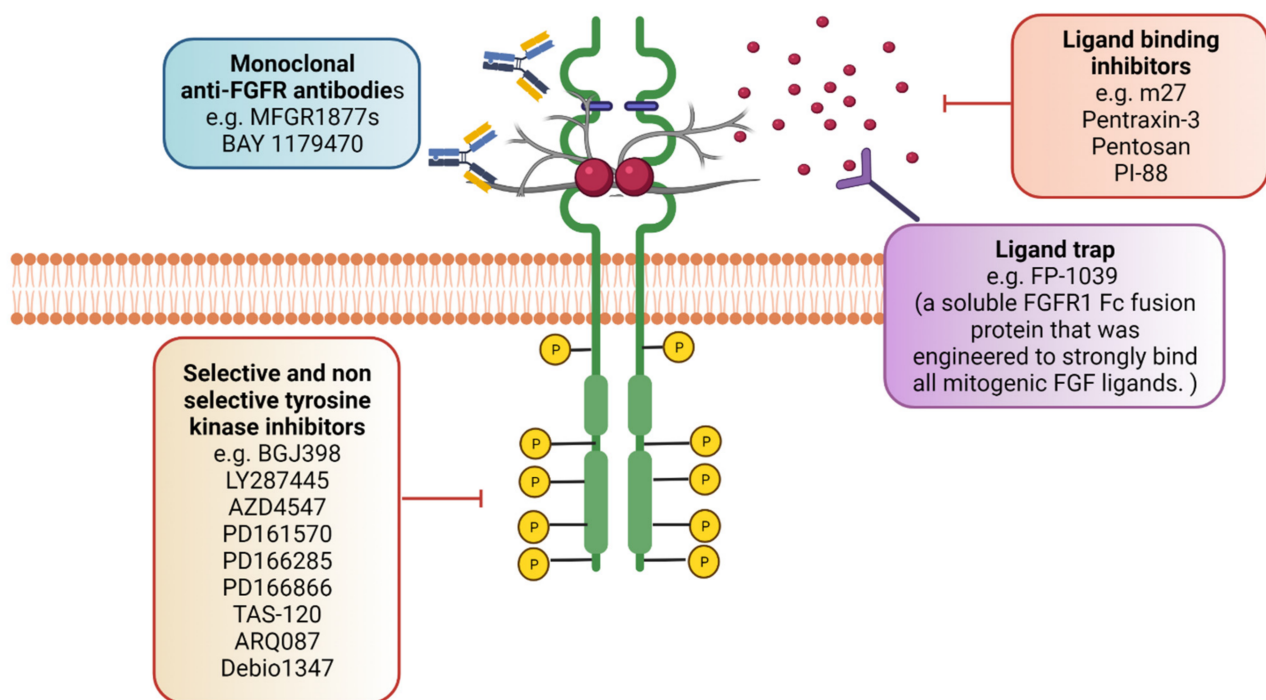 Monoclonal
anti-FGFR antibodies
e.g. MFGR1877s
BAY 1179470
Ligand binding
inhibitors
e.g. m27
Pentraxin-3
Pentosan
PI-88
Ligand trap
e.g. FP-1039
(a soluble FGFR1 Fc fusion
protein that was
engineered to strongly bind
all mitogenic FGF ligands. )
Selective and non
selective tyrosine
kinase inhibitors
e.g. BGJ398
LY287445
AZD4547
PD161570
PD166285
PD166866
TAS-120
ARQ087
Debio1347
P P
P P
P P
P P
P P